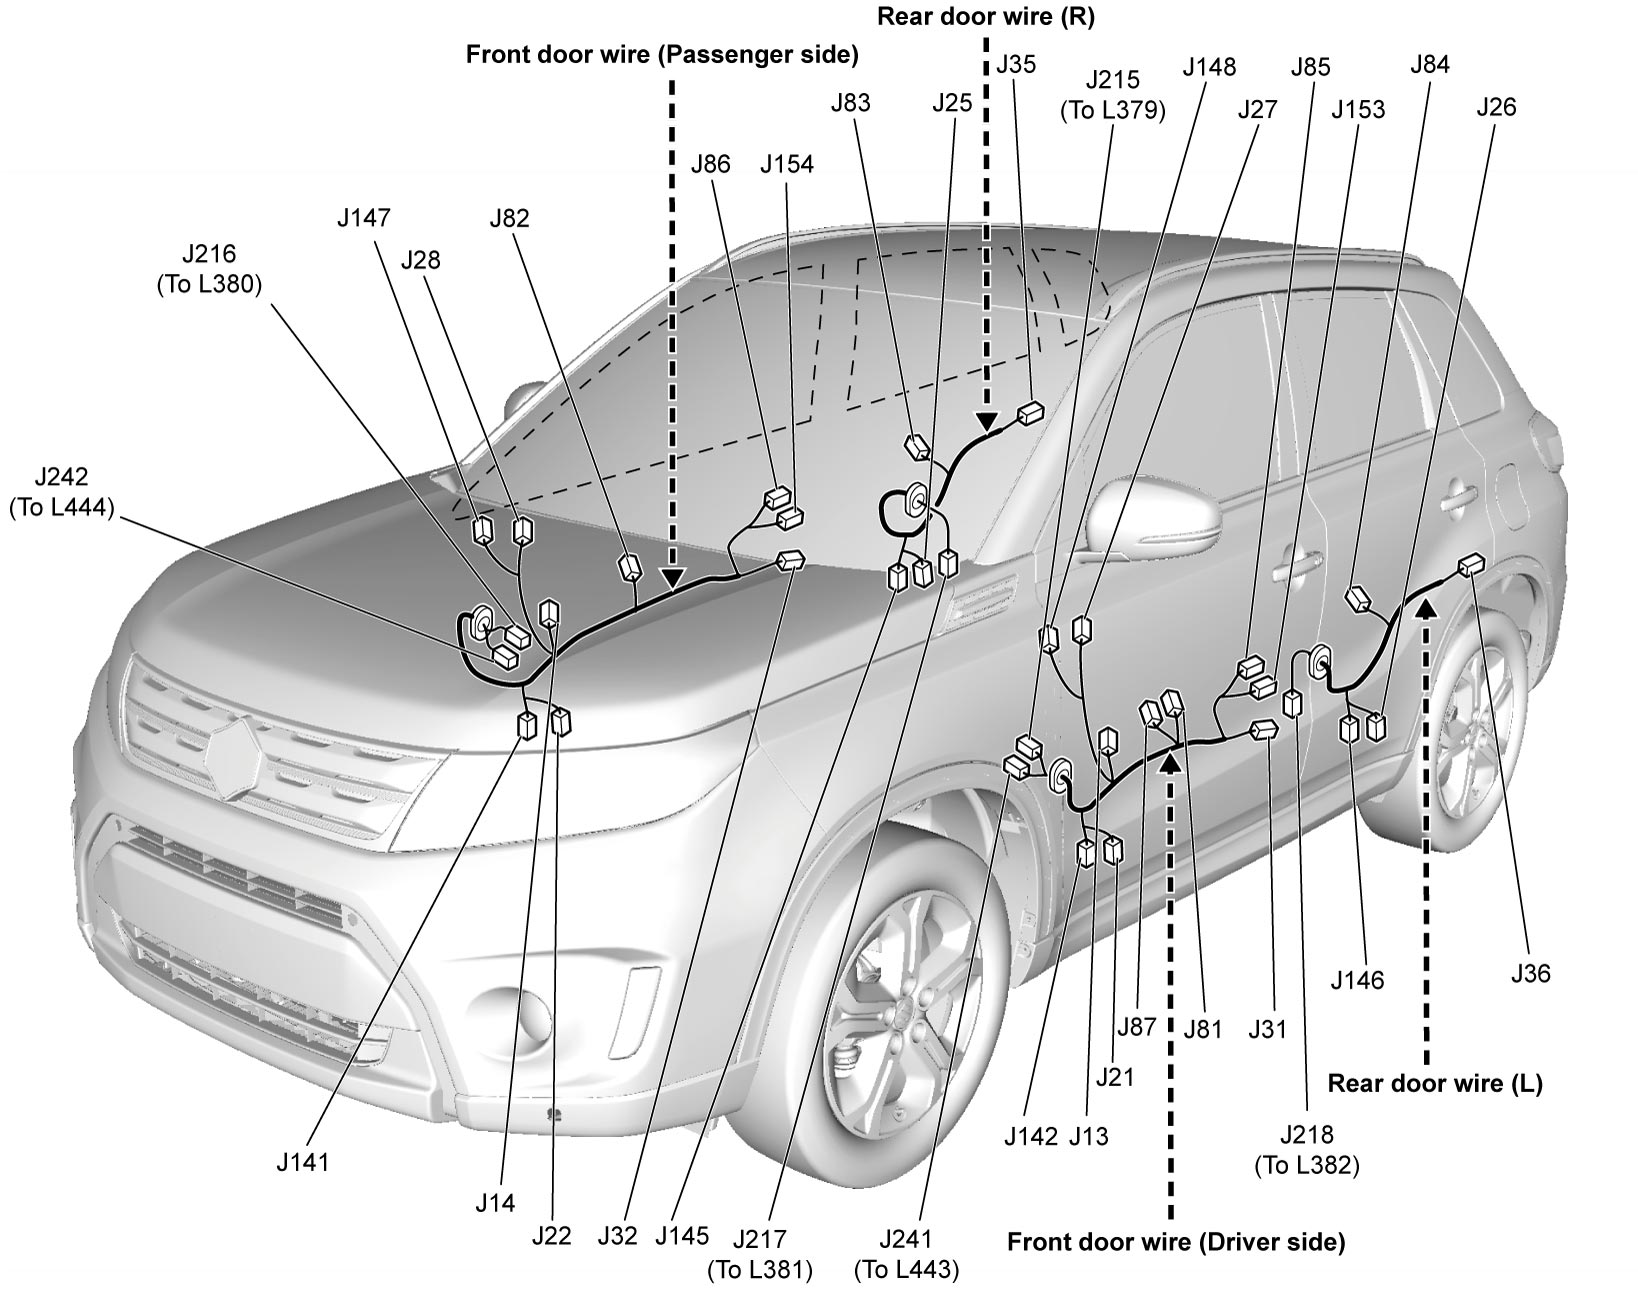 Rear door wire (R)
Front door wire (Passenger side)
J35
J215
(To L379)
J148
J85
J84
J83
J25
J27
J153
J26
J86
J154
J147
J82
J216
(To L380)
J28
J242
(To L444)
J146
J36
J87
J81
J31
J21
Rear door wire (L)
J142
J13
J218
(To L382)
J141
J14
J22
J32
J145
J217
(To L381)
J241
(To L443)
Front door wire (Driver side)